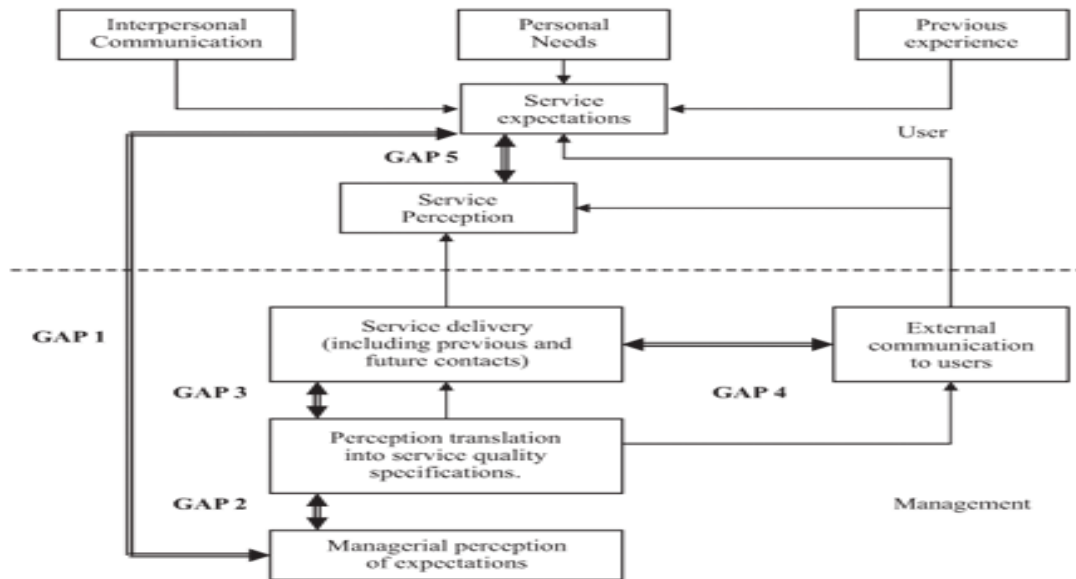 Interpersonal
Communication
Personal
Needs
Previous
experience
Service
expectations
User
GAP 5
Service
Perception
GAP 1
Service delivery
(including previous and
future contacts)
External
communication
to users
GAP 3
GAP 4
Perception translation
into service quality
specifications.
GAP 2
Management
Managerial perception
of expectations